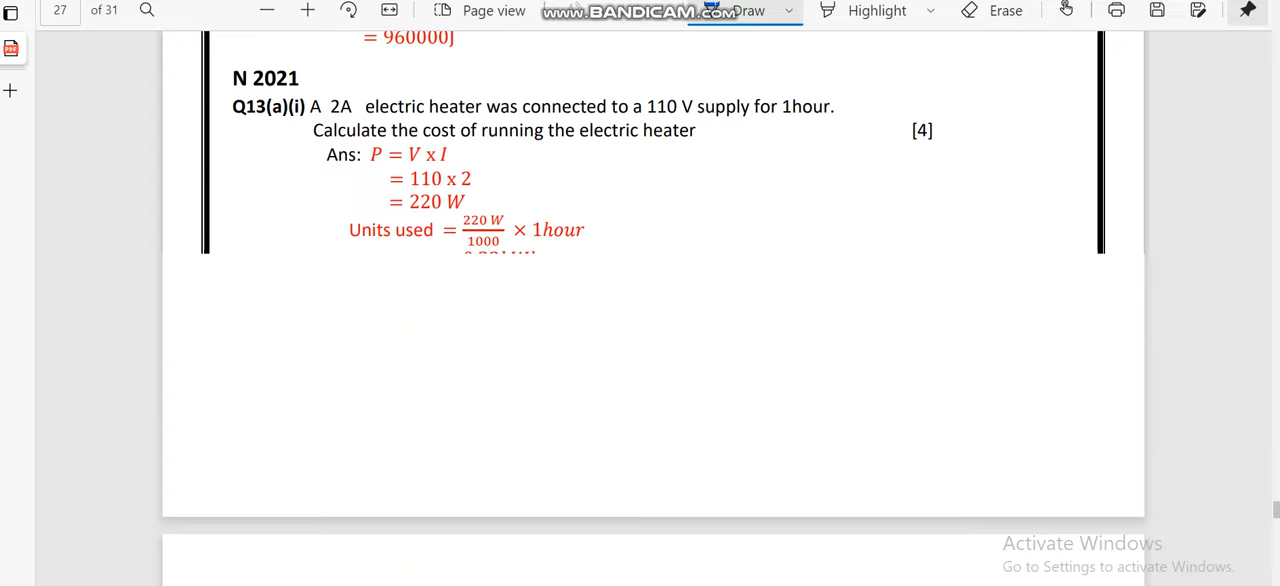 27 of 31 Page view www.BANDICAM.com Draw Highlight Erase
= 960000J
N 2021
Q13(a)(i) A 2A electric heater was connected to a 110 V supply for 1hour.
Calculate the cost of running the electric heater [4]
Ans: P = V x I
= 110 x 2
= 220 W
Units used = 220 W / 1000 × 1hour
Activate Windows
Go to Settings to activate Windows.